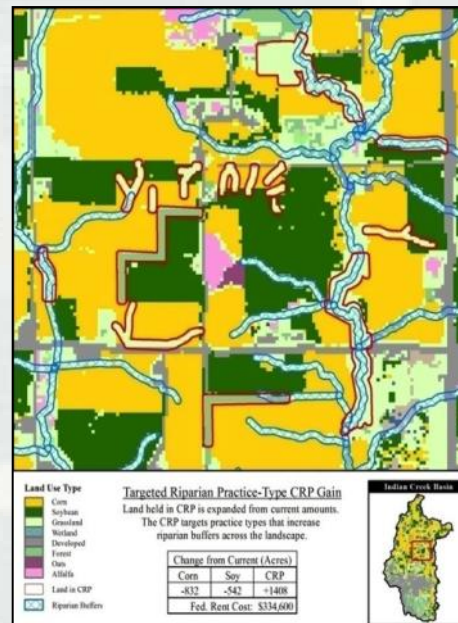 Land Use Type
Corn
Soybean
Grassland
Wetland
Developed
Forest
Oats
Alfalfa
Land in CRP
Riparian Buffers
Targeted Riparian Practice-Type CRP Gain
Land held in CRP is expanded from current amounts.
The CRP targets practice types that increase
riparian buffers across the landscape.
Change from Current (Acres)
Corn Soy CRP
-832 -542 +1408
Fed. Rent Cost: $334,600
Indian Creek Basin